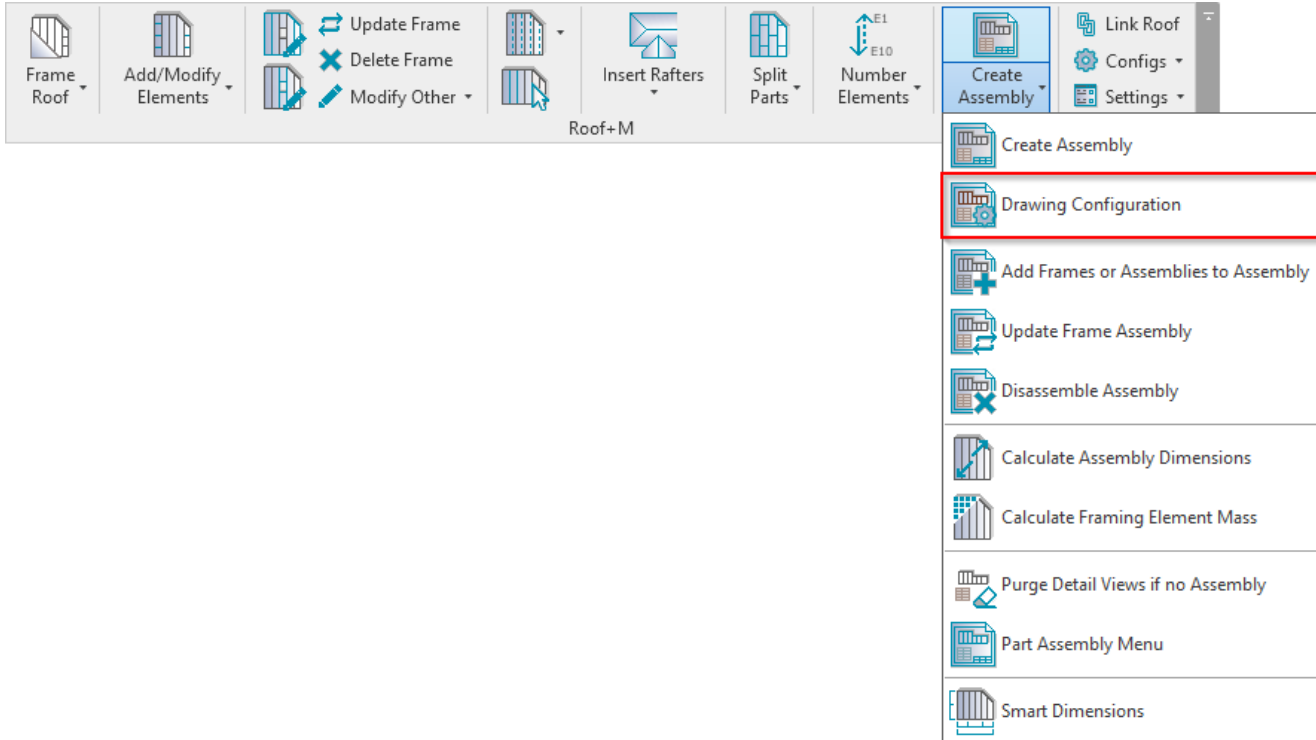 Frame
Roof
Add/Modify
Elements
Update Frame
Delete Frame
Modify Other
Insert Rafters
Split
Parts
E1
E10
Number
Elements
Create
Assembly
Link Roof
Configs
Settings
Roof+M
Create Assembly
Drawing Configuration
Add Frames or Assemblies to Assembly
Update Frame Assembly
Disassemble Assembly
Calculate Assembly Dimensions
Calculate Framing Element Mass
Purge Detail Views if no Assembly
Part Assembly Menu
Smart Dimensions